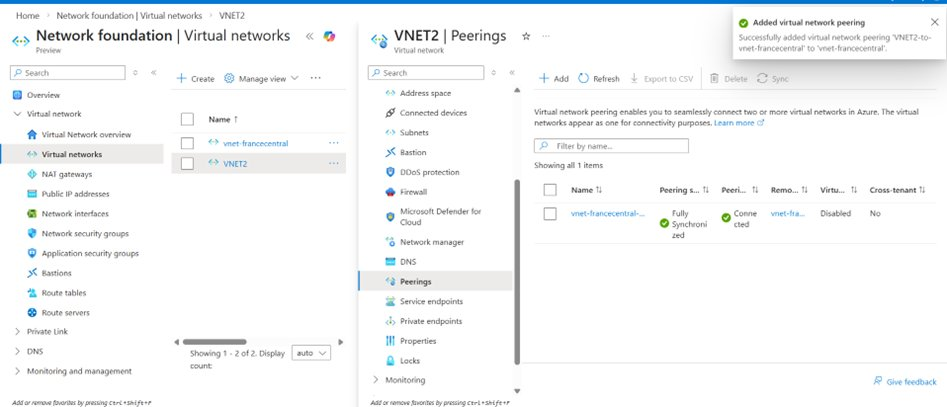 Home > Network foundation | Virtual networks > VNET2
Network foundation | Virtual networks
Preview
Search
Overview
Virtual network
Virtual Network overview
Virtual networks
NAT gateways
Public IP addresses
Network interfaces
Network security groups
Application security groups
Bastions
Route tables
Route servers
Private Link
DNS
Monitoring and management
Add or remove favorites by pressing Ctrl+Shift+F
Create Manage view
Name ↑
vnet-francecentral
VNET2
Showing 1 - 2 of 2. Display count: auto
VNET2 | Peerings
Virtual network
Search
Address space
Connected devices
Subnets
Bastion
DDoS protection
Firewall
Microsoft Defender for
Cloud
Network manager
DNS
Peerings
Service endpoints
Private endpoints
Properties
Locks
Monitoring
Add or remove favorites by pressing Ctrl+Shift+F
Added virtual network peering
Successfully added virtual network peering 'VNET2-to-
vnet-francecentral' to 'vnet-francecentral'.
Add Refresh Export to CSV Delete Sync
Virtual network peering enables you to seamlessly connect two or more virtual networks in Azure. The virtual
networks appear as one for connectivity purposes. Learn more
Filter by name...
Showing all 1 items
Name ↑↓ Peering s... ↑↓ Peeri... ↑↓ Remo... ↑↓ Virtu... ↑↓ Cross-tenant ↑↓
vnet-francecentral-... Fully Synchronized Connected vnet-fra... Disabled No
Give feedback